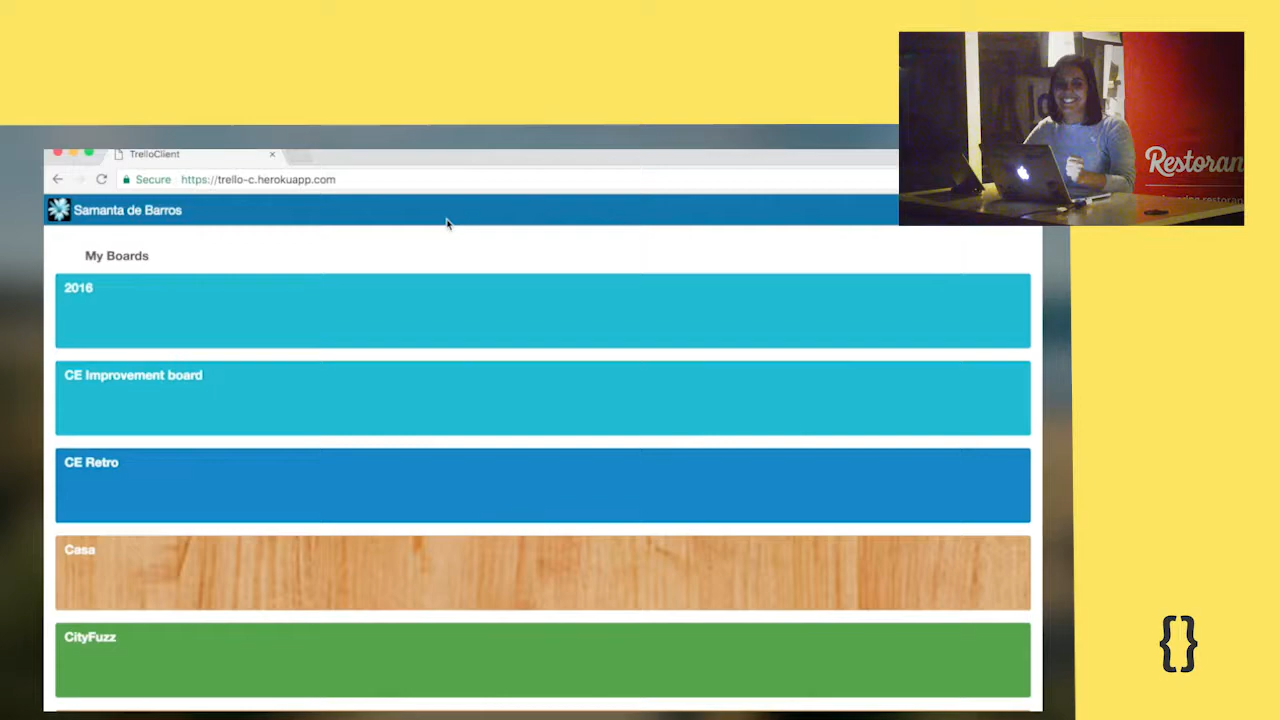 TrelloClient
Secure https://trello-c.herokuapp.com
Samanta de Barros
My Boards
2016
CE Improvement board
CE Retro
Casa
CityFuzz
Restoran
{}